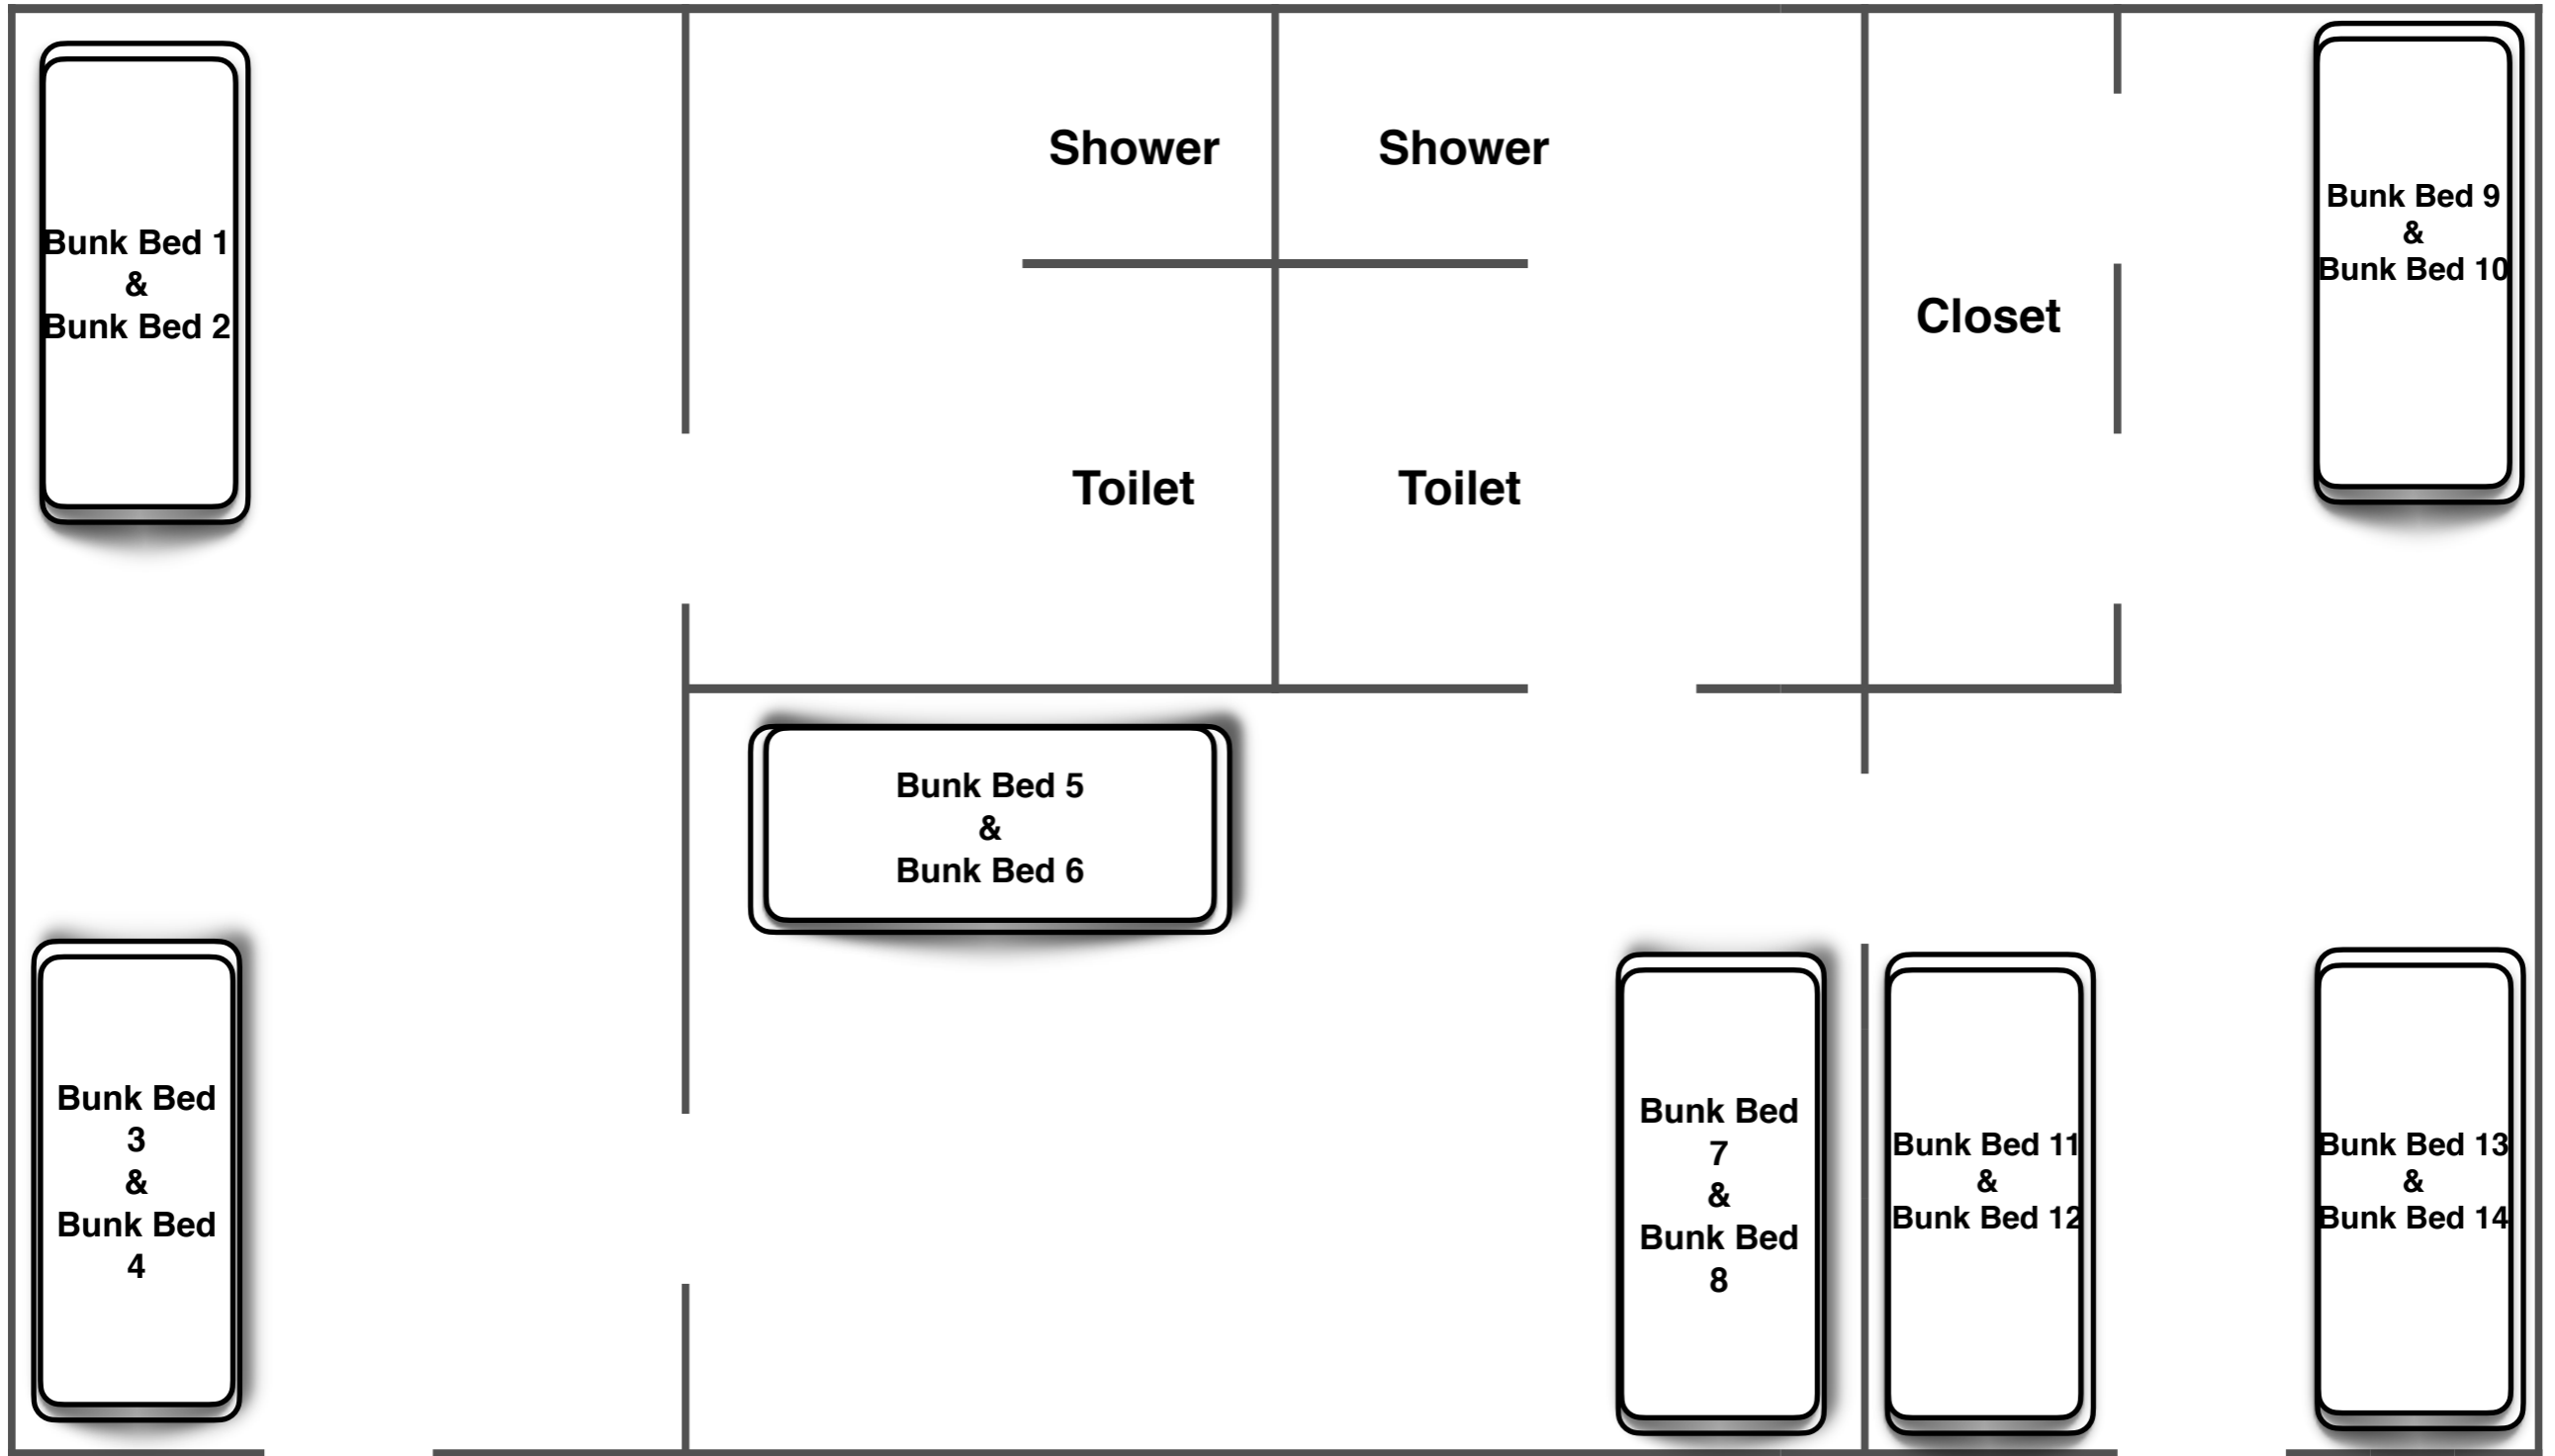 Shower
Shower
Bunk Bed 1
&
Bunk Bed 2
Bunk Bed 9
&
Bunk Bed 10
Closet
Toilet
Toilet
Bunk Bed 5
&
Bunk Bed 6
Bunk Bed
3
&
Bunk Bed
4
Bunk Bed
7
&
Bunk Bed
8
Bunk Bed 11
&
Bunk Bed 12
Bunk Bed 13
&
Bunk Bed 14